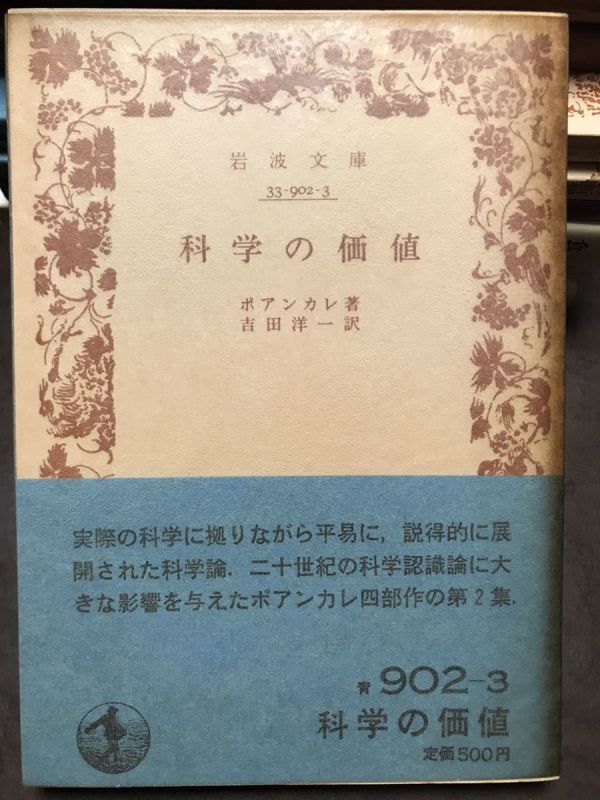 岩波文庫
33-902-3
科学の価値
ポアンカレ著
吉田洋一訳
実際の科学に拠りながら平易に,説得的に展
開された科学論.二十世紀の科学認識論に大
きな影響を与えたポアンカレ四部作の第2集.
青902-3
科学の価値
定価500円